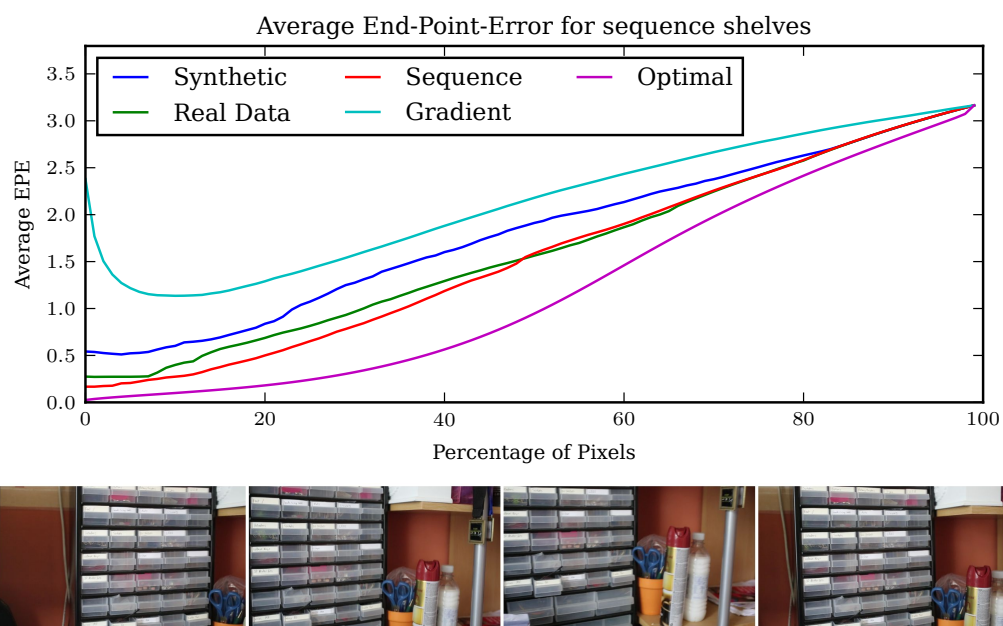 Average End-Point-Error for sequence shelves
Synthetic
Sequence
Optimal
Real Data
Gradient
Average EPE
3.5
3.0
2.5
2.0
1.5
1.0
0.5
0.0
0 20 40 60 80 100
Percentage of Pixels